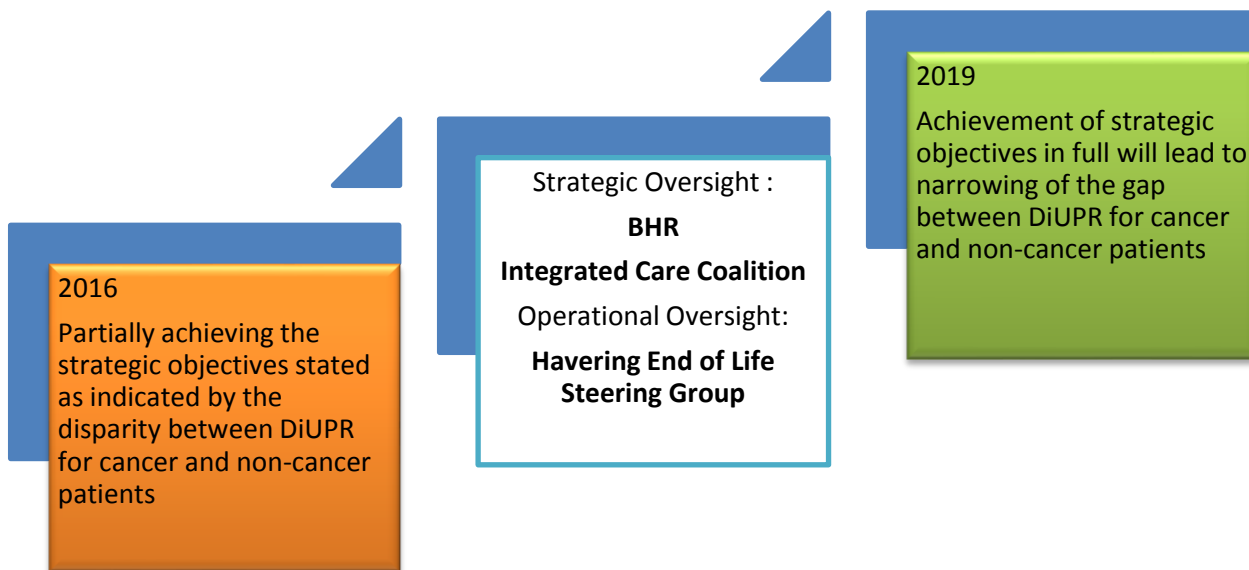 2016
Partially achieving the
strategic objectives stated
as indicated by the
disparity between DiUPR
for cancer and non-cancer
patients
Strategic Oversight :
BHR
Integrated Care Coalition
Operational Oversight:
Havering End of Life
Steering Group
2019
Achievement of strategic
objectives in full will lead to
narrowing of the gap
between DiUPR for cancer
and non-cancer patients